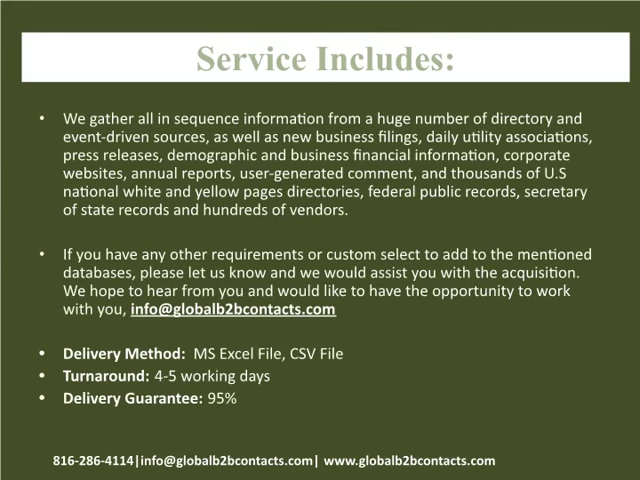 Service Includes:
• We gather all in sequence information from a huge number of directory and
event-driven sources, as well as new business filings, daily utility associations,
press releases, demographic and business financial information, corporate
websites, annual reports, user-generated comment, and thousands of U.S
national white and yellow pages directories, federal public records, secretary
of state records and hundreds of vendors.
• If you have any other requirements or custom select to add to the mentioned
databases, please let us know and we would assist you with the acquisition.
We hope to hear from you and would like to have the opportunity to work
with you, info@globalb2bcontacts.com
• Delivery Method: MS Excel File, CSV File
• Turnaround: 4-5 working days
• Delivery Guarantee: 95%
816-286-4114|info@globalb2bcontacts.com| www.globalb2bcontacts.com